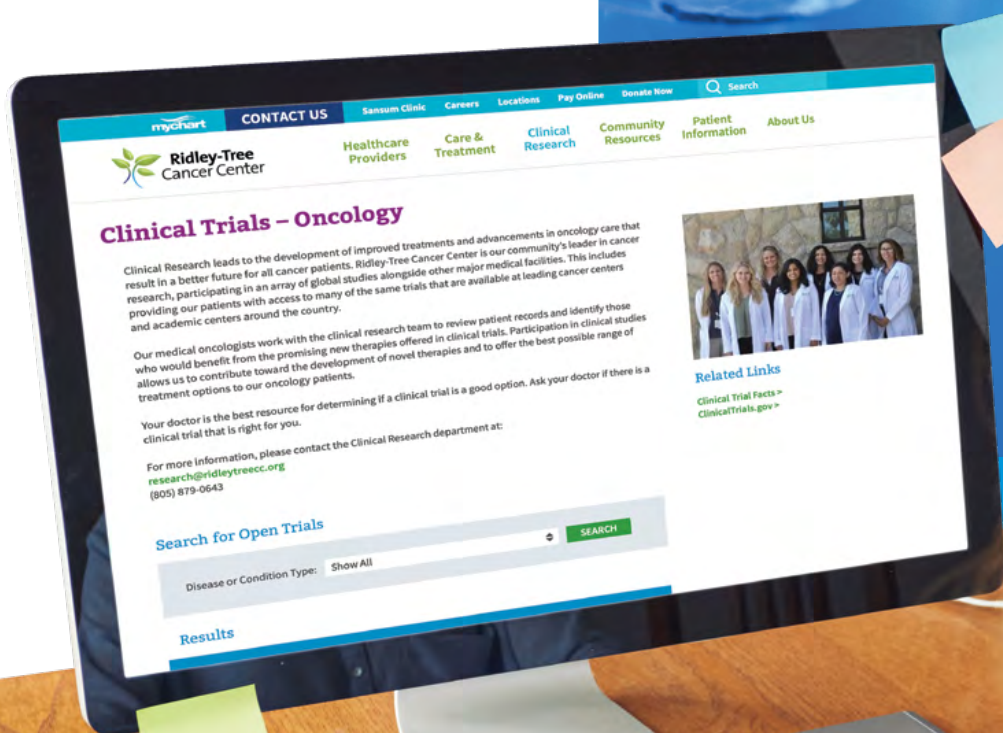 mychart
CONTACT US
Sansum Clinic
Careers
Locations
Pay Online
Donate Now
Search
Ridley-Tree
Cancer Center
Healthcare
Providers
Care &
Treatment
Clinical
Research
Community
Resources
Patient
Information
About Us
Clinical Trials – Oncology
Clinical Research leads to the development of improved treatments and advancements in oncology care that
result in a better future for all cancer patients. Ridley-Tree Cancer Center is our community's leader in cancer
research, participating in an array of global studies alongside other major medical facilities. This includes
providing our patients with access to many of the same trials that are available at leading cancer centers
and academic centers around the country.
Our medical oncologists work with the clinical research team to review patient records and identify those
who would benefit from the promising new therapies offered in clinical trials. Participation in clinical studies
allows us to contribute toward the development of novel therapies and to offer the best possible range of
treatment options to our oncology patients.
Your doctor is the best resource for determining if a clinical trial is a good option. Ask your doctor if there is a
clinical trial that is right for you.
For more information, please contact the Clinical Research department at:
research@ridleytreecc.org
(805) 879-0643
Related Links
Clinical Trial Facts >
ClinicalTrials.gov >
Search for Open Trials
Disease or Condition Type:
Show All
SEARCH
Results